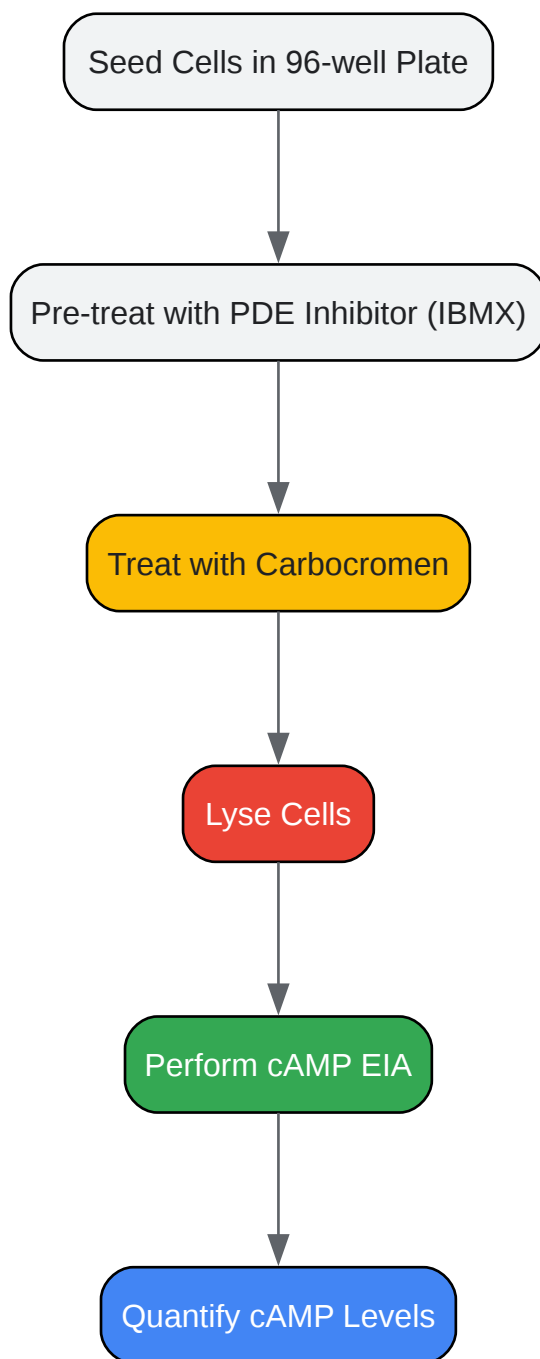 Seed Cells in 96-well Plate
Pre-treat with PDE Inhibitor (IBMX)
Treat with Carbocromen
Lyse Cells
Perform cAMP EIA
Quantify cAMP Levels